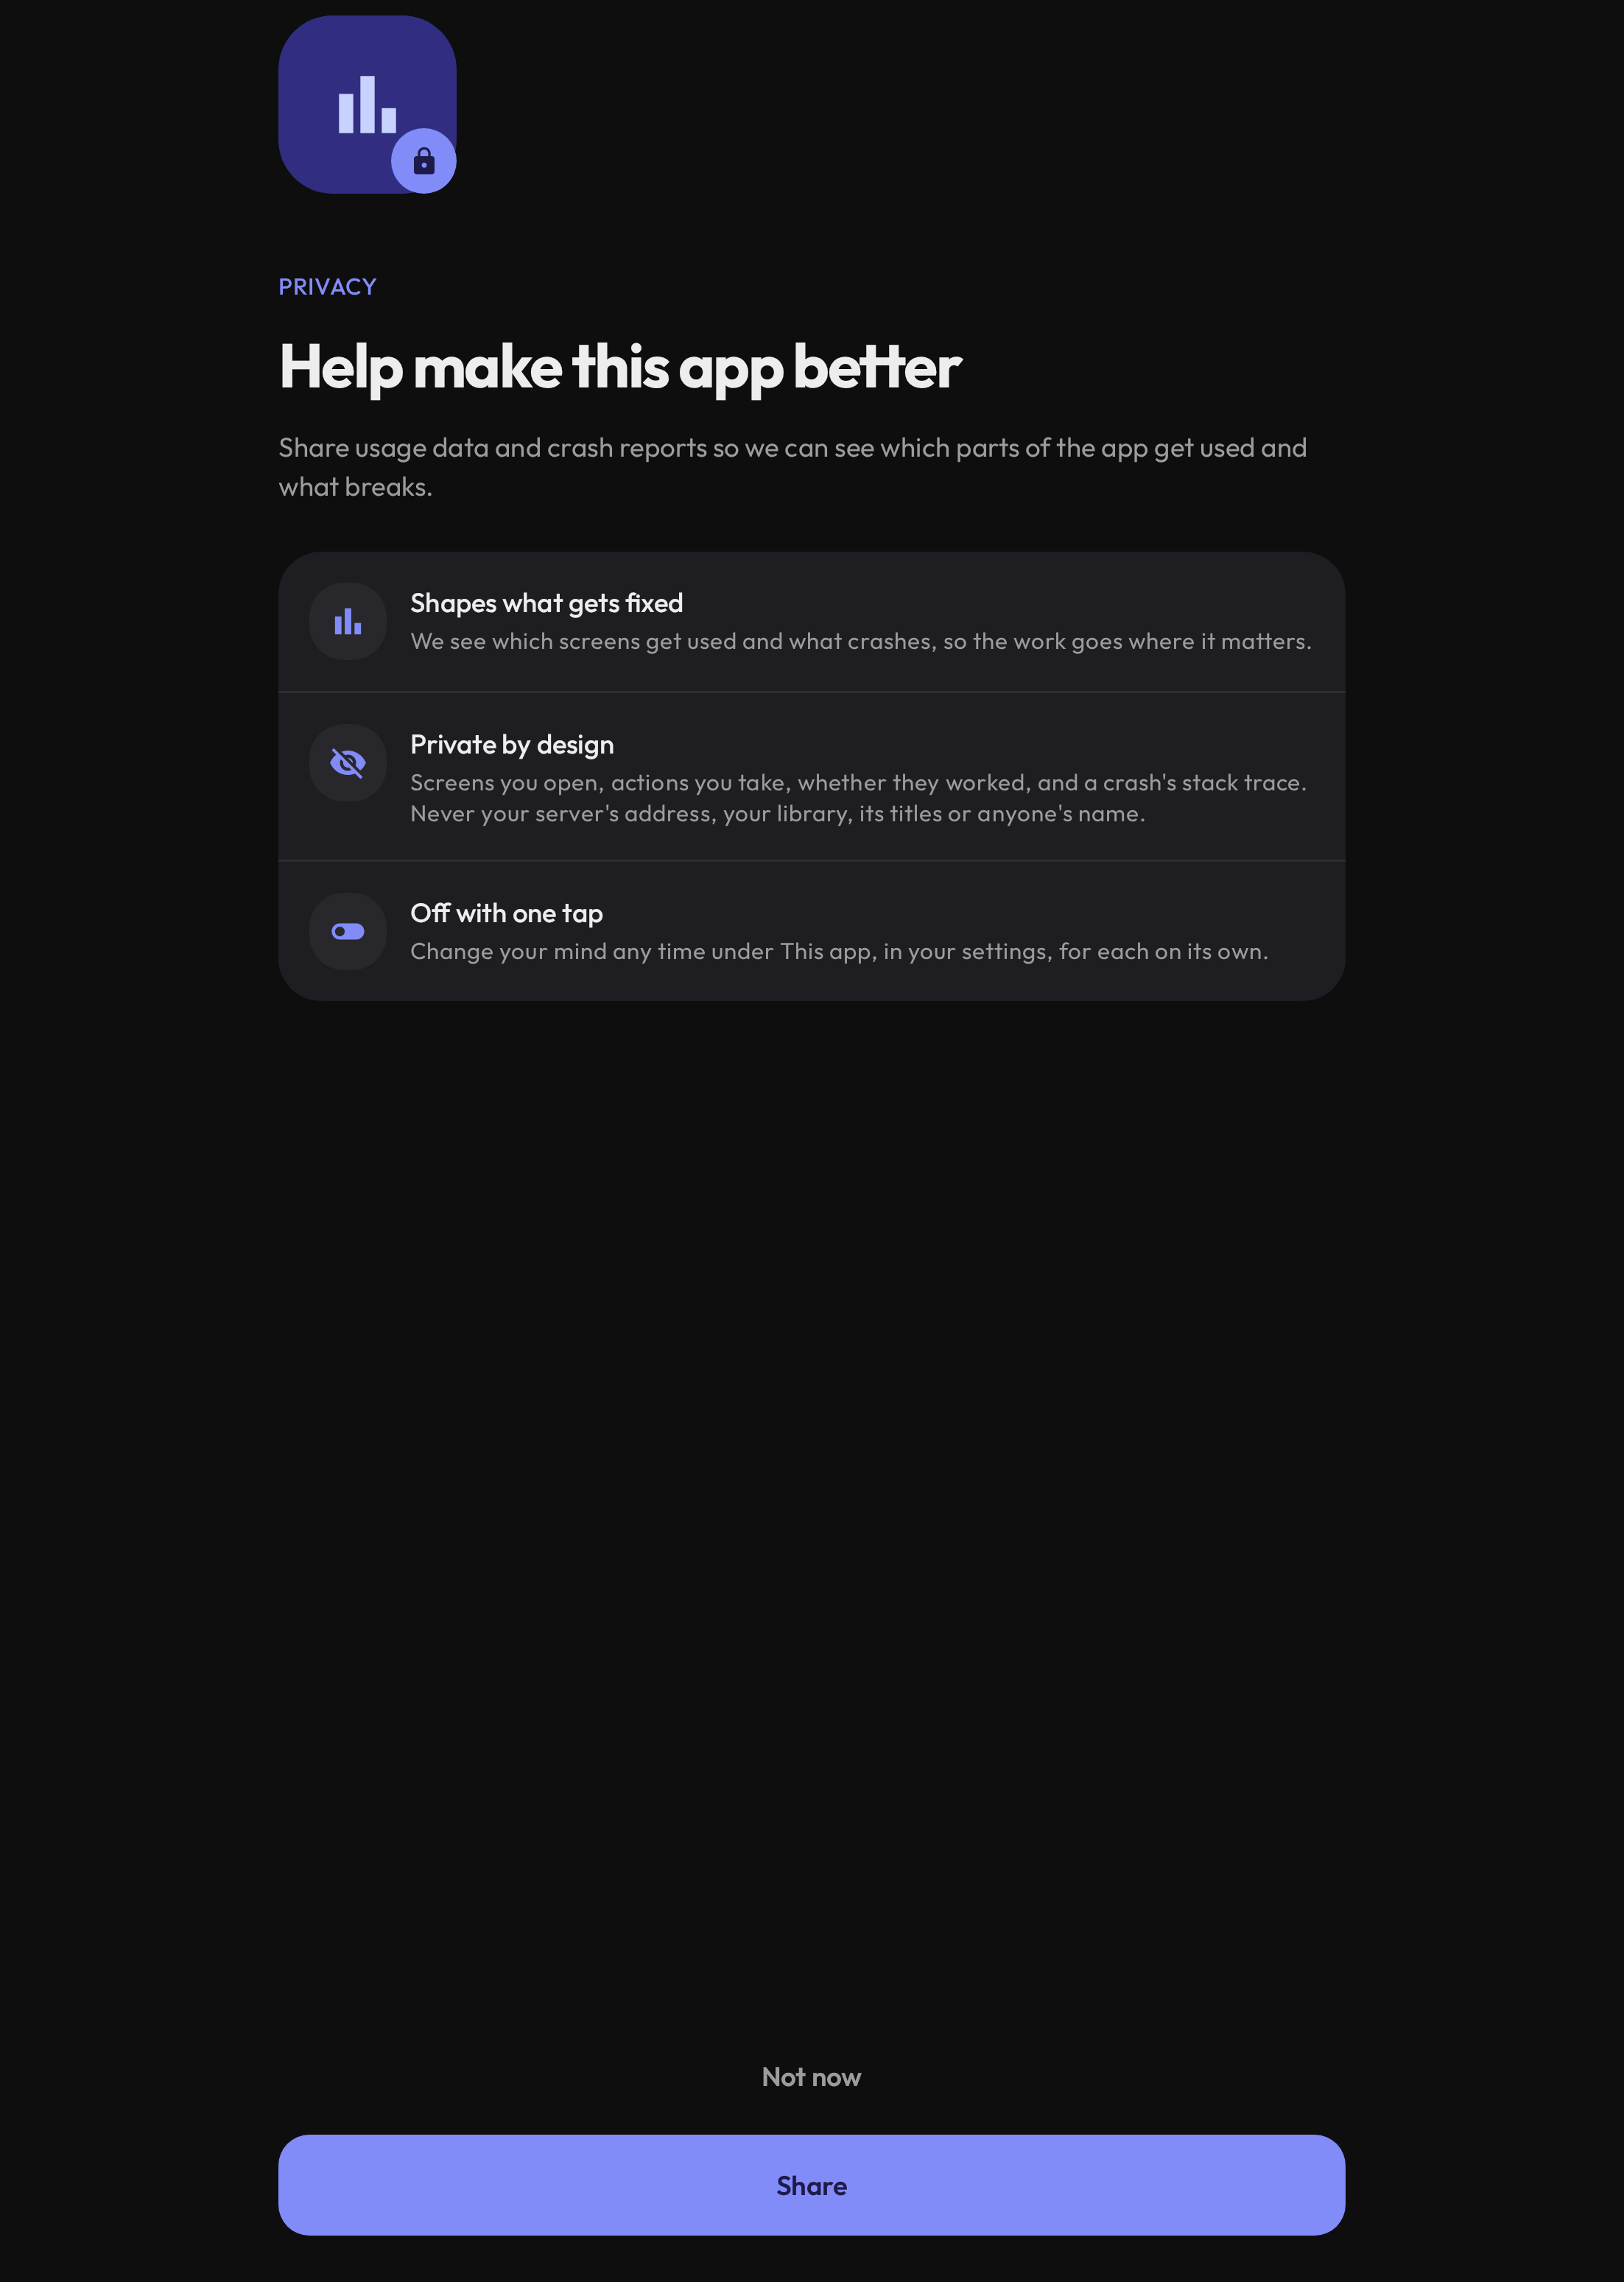 PRIVACY
Help make this app better
Share usage data and crash reports so we can see which parts of the app get used and
what breaks.
Shapes what gets fixed
We see which screens get used and what crashes, so the work goes where it matters.
Private by design
Screens you open, actions you take, whether they worked, and a crash's stack trace.
Never your server's address, your library, its titles or anyone's name.
Off with one tap
Change your mind any time under This app, in your settings, for each on its own.
Not now
Share